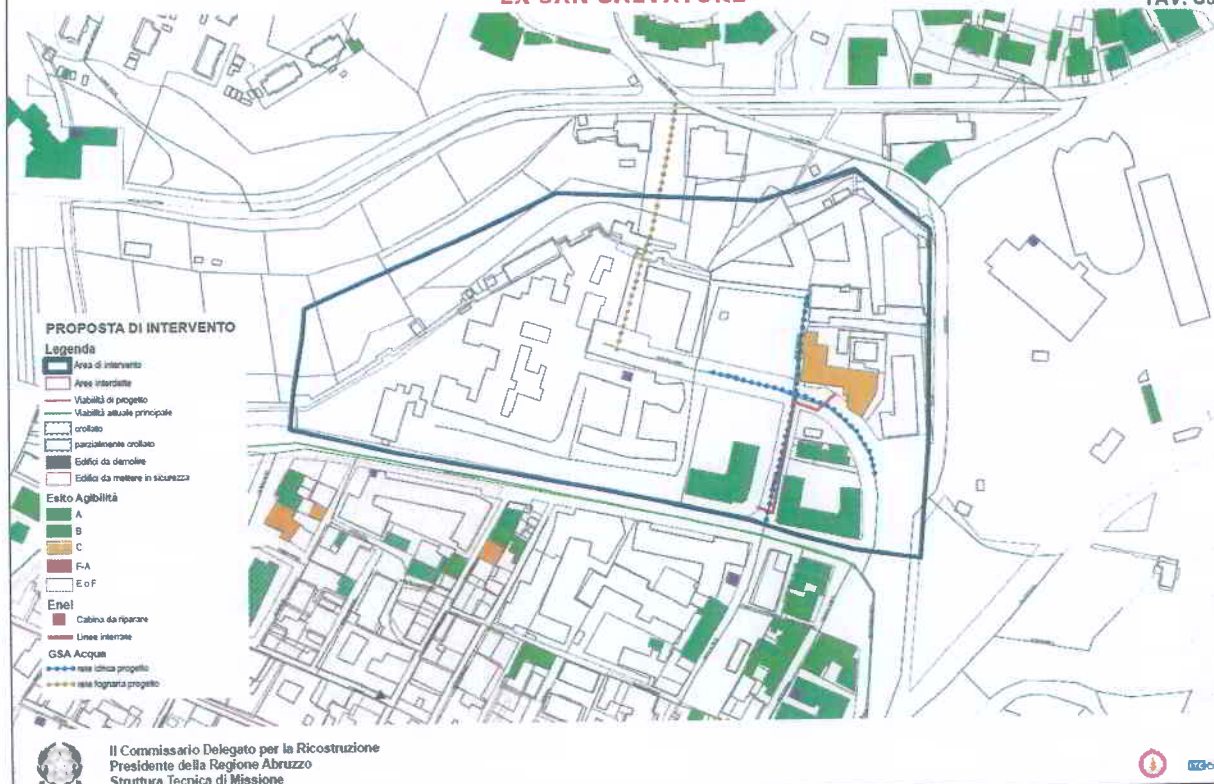 EX SAN SALVATORE
TAV.
PROPOSTA DI INTERVENTO
Legenda
Area di intervento
Aree interdette
Viabilità di progetto
Viabilità attuale principale
crollato
parzialmente crollato
Edifici da demolire
Edifici da mettere in sicurezza
Esito Agibilità
A
B
C
F-A
E o F
Enel
Cabina da riparare
Linee interrate
GSA Acqua
rete idrica progetto
rete fognaria progetto
Il Commissario Delegato per la Ricostruzione
Presidente della Regione Abruzzo
Struttura Tecnica di Missione